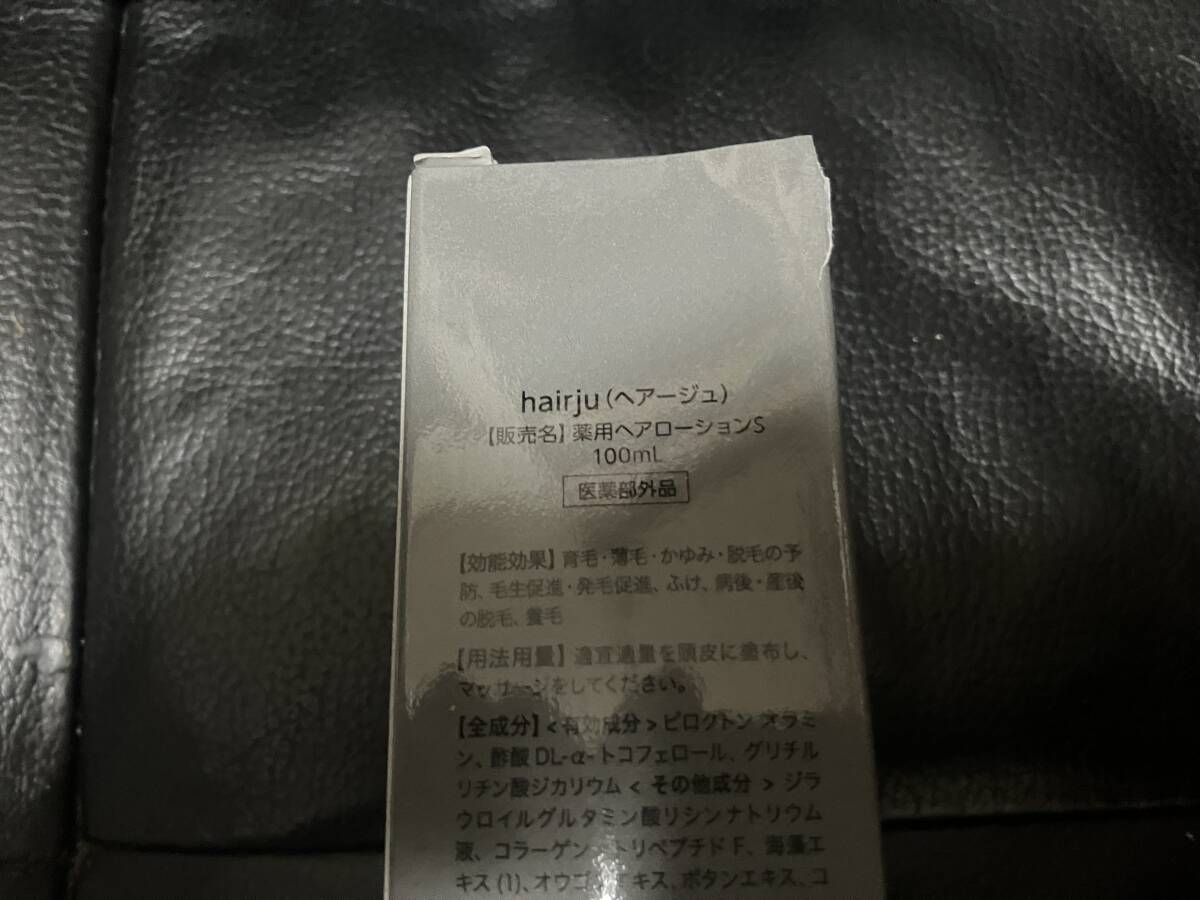 hairju（ヘアージュ）
【販売名】薬用ヘアローションS
100mL
医薬部外品
【効能効果】育毛・薄毛・かゆみ・脱毛の予
防、毛生促進・発毛促進、ふけ、病後・産後
の脱毛、養毛
【用法用量】適宜適量を頭皮に塗布し、
マッサージをしてください。
【全成分】<有効成分>ピロクトン オラミ
ン、酢酸 DL-α-トコフェロール、グリチル
リチン酸ジカリウム<その他成分>ジラ
ウロイルグルタミン酸リシンナトリウム
液、コラーゲン トリペプチド F、海藻エ
キス(1)、オウゴンエキス、ボタンエキス、コ